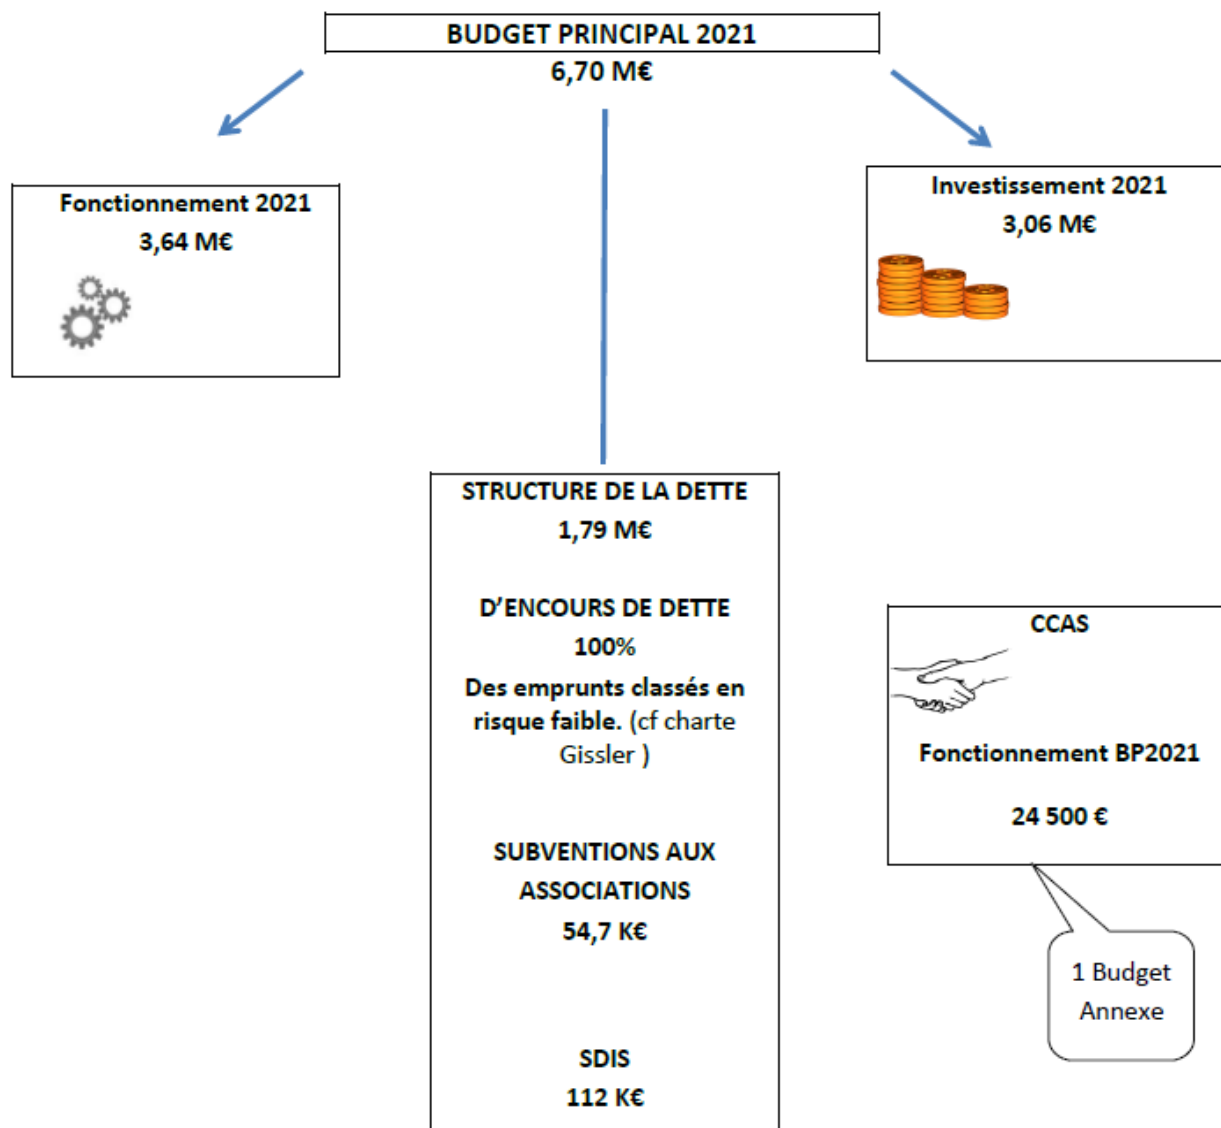 BUDGET PRINCIPAL 2021
6,70 M€
Fonctionnement 2021
3,64 M€
Investissement 2021
3,06 M€
STRUCTURE DE LA DETTE
1,79 M€
D’ENCOURS DE DETTE
100%
Des emprunts classés en
risque faible. (cf charte
Gissler )
SUBVENTIONS AUX
ASSOCIATIONS
54,7 K€
SDIS
112 K€
CCAS
Fonctionnement BP2021
24 500 €
1 Budget
Annexe